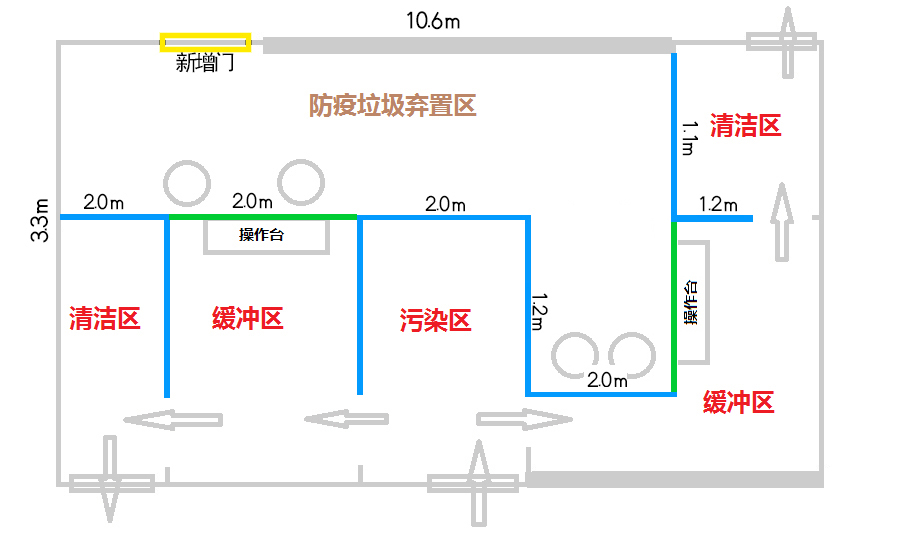 10.6m
新增门
防疫垃圾弃置区
清洁区
1.1m
3.3m
2.0m
2.0m
2.0m
1.2m
操作台
操作台
清洁区
缓冲区
污染区
1.2m
2.0m
缓冲区